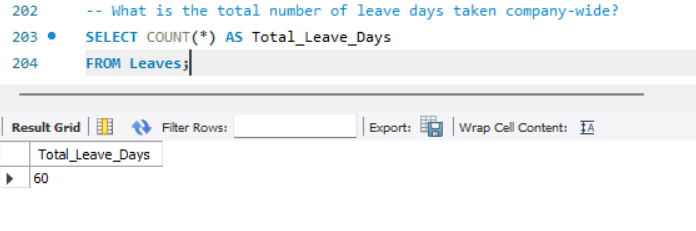 202 -- What is the total number of leave days taken company-wide?
203 SELECT COUNT(*) AS Total_Leave_Days
204 FROM Leaves;
Result Grid Filter Rows: Export: Wrap Cell Content: IA
Total_Leave_Days
60